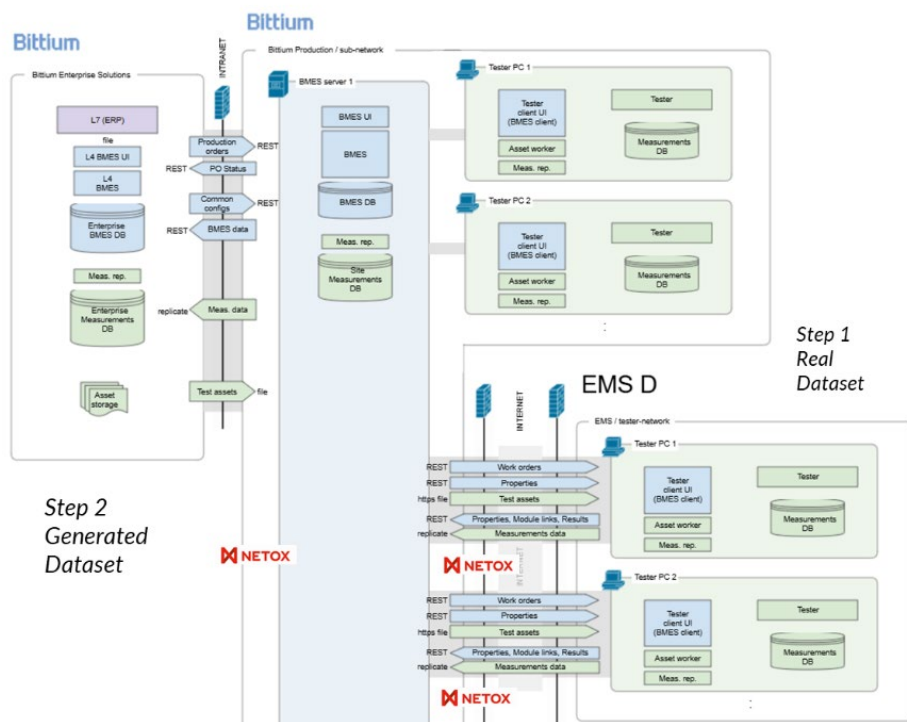 Bittium
Bittium
Bittium Enterprise Solutions
L7 (ERP)
file
L4 BMES UI
L4
BMES
Enterprise
BMES DB
Meas. rep.
Enterprise
Measurements
DB
Asset
storage
INTRANET
Production
orders
REST
REST
PO Status
Common
configs
REST
REST
BMES data
replicate
Meas. data
Test assets
file
Bittium Production / sub-network
BMES server 1
BMES UI
BMES
BMES DB
Meas. rep.
Site
Measurements
DB
Tester PC 1
Tester
client UI
(BMES client)
Asset worker
Meas. rep.
Tester
Measurements
DB
Tester PC 2
Tester
client UI
(BMES client)
Asset worker
Meas. rep.
Tester
Measurements
DB
:
Step 1
Real
Dataset
EMS D
INTERNET
EMS / tester-network
REST
Work orders
REST
Properties
https file
Test assets
REST
Properties, Module links, Results
replicate
Measurements data
Tester PC 1
Tester
client UI
(BMES client)
Asset worker
Meas. rep.
Tester
Measurements
DB
Step 2
Generated
Dataset
NETOX
NETOX
INTERNET
REST
Work orders
REST
Properties
https file
Test assets
REST
Properties, Module links, Results
replicate
Measurements data
Tester PC 2
Tester
client UI
(BMES client)
Asset worker
Meas. rep.
Tester
Measurements
DB
NETOX
: